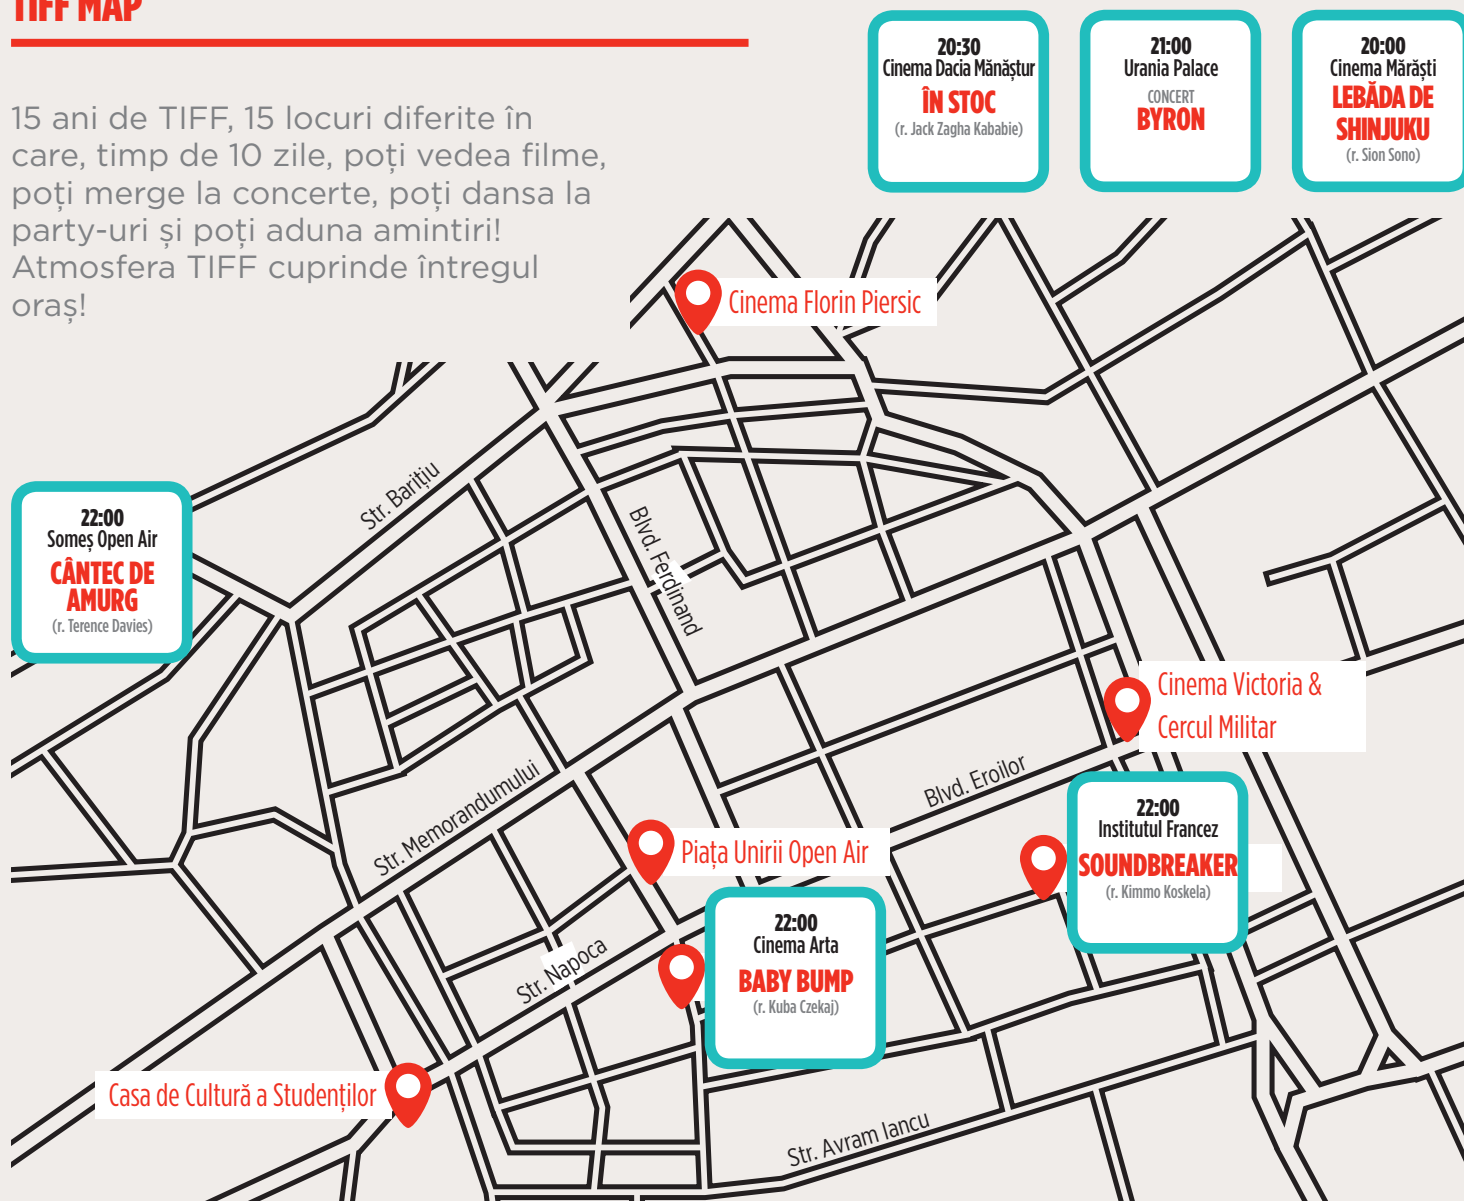 TIFF MAP
15 ani de TIFF, 15 locuri diferite în
care, timp de 10 zile, poți vedea filme,
poți merge la concerte, poți dansa la
party-uri și poți aduna amintiri!
Atmosfera TIFF cuprinde întregul
oraș!
20:30
Cinema Dacia Mănăștur
ÎN STOC
(r. Jack Zagha Kababie)
21:00
Urania Palace
CONCERT
BYRON
20:00
Cinema Mărăști
LEBĂDA DE
SHINJUKU
(r. Sion Sono)
Cinema Florin Piersic
Str. Barițiu
22:00
Someș Open Air
CÂNTEC DE
AMURG
(r. Terence Davies)
Blvd. Ferdinand
Cinema Victoria &
Cercul Militar
Str. Memorandumului
Blvd. Eroilor
Piața Unirii Open Air
22:00
Institutul Francez
SOUNDBREAKER
(r. Kimmo Koskela)
22:00
Cinema Arta
BABY BUMP
(r. Kuba Czekaj)
Str. Napoca
Casa de Cultură a Studenților
Str. Avram Iancu